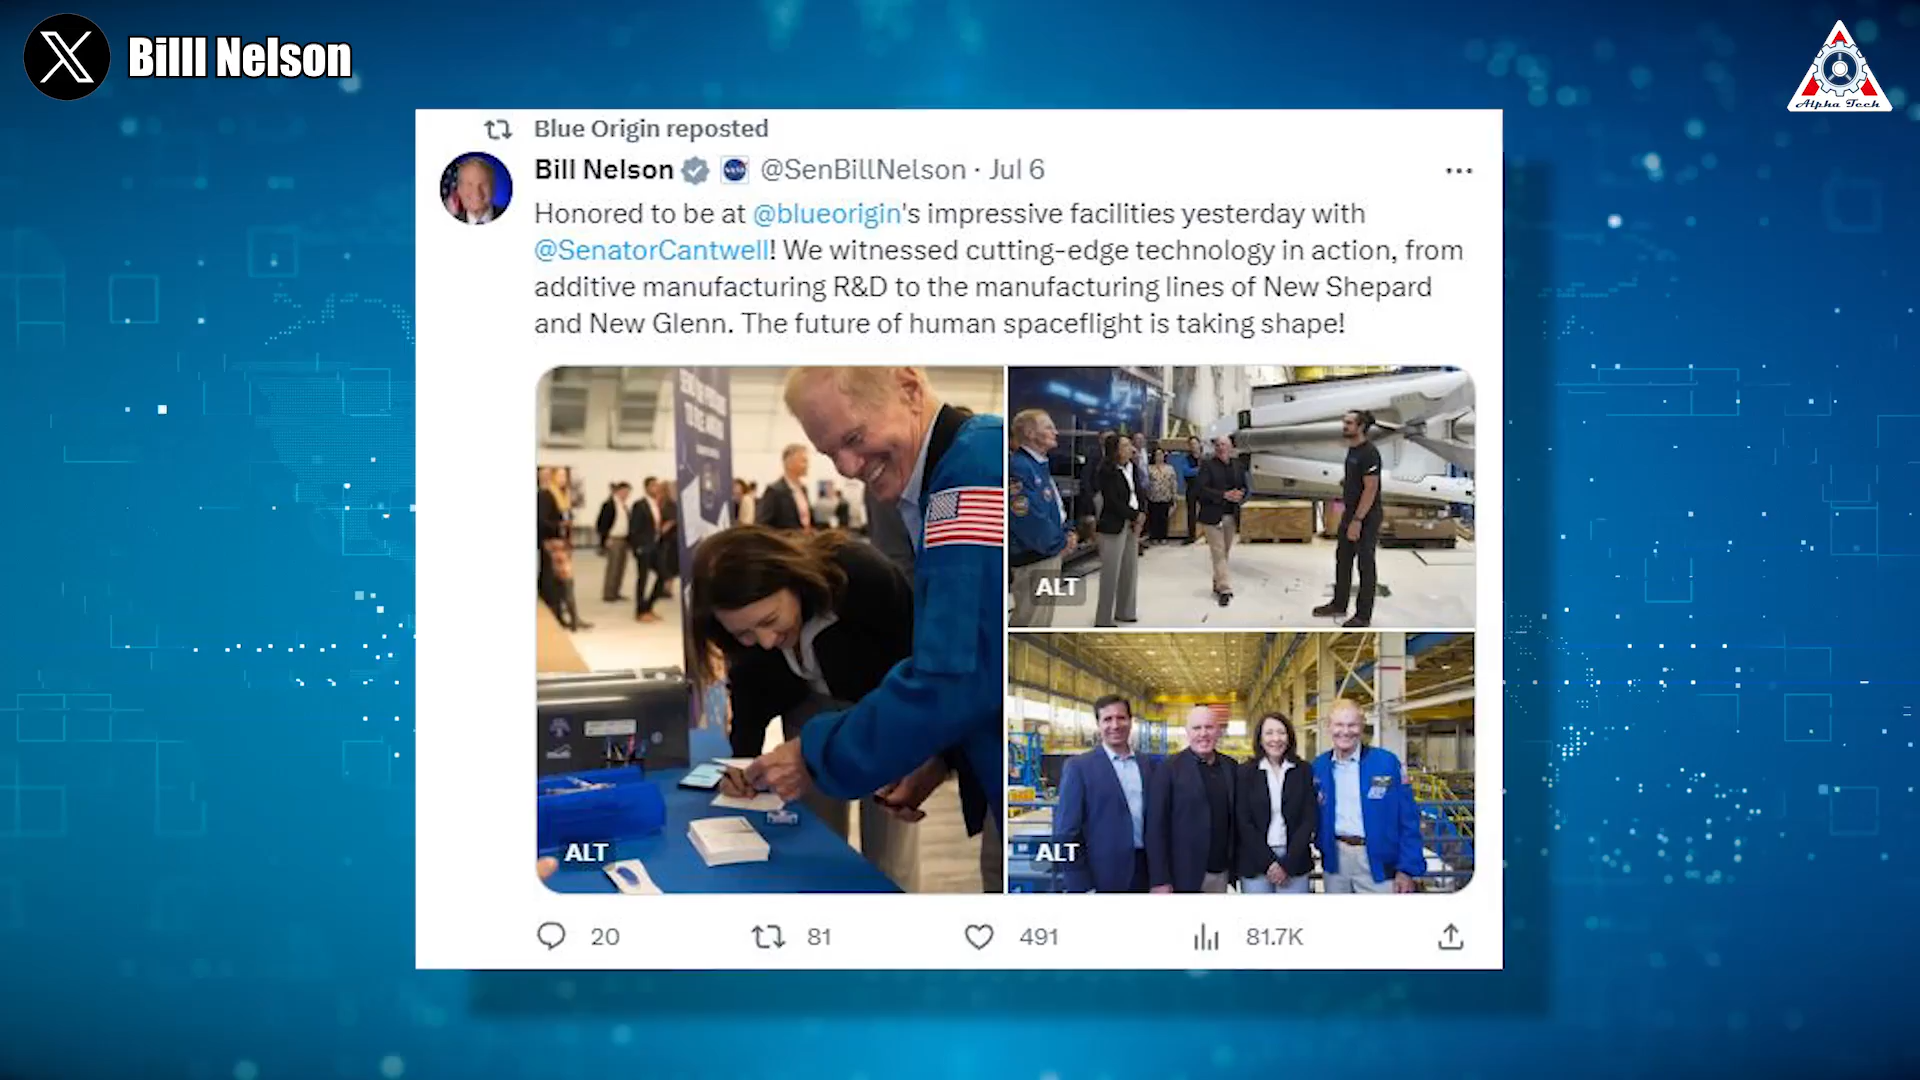 Billl Nelson
Alpha Tech
Blue Origin reposted
Bill Nelson @SenBillNelson · Jul 6
Honored to be at @blueorigin's impressive facilities yesterday with
@SenatorCantwell! We witnessed cutting-edge technology in action, from
additive manufacturing R&D to the manufacturing lines of New Shepard
and New Glenn. The future of human spaceflight is taking shape!
ALT
ALT
ALT
20 81 491 81.7K